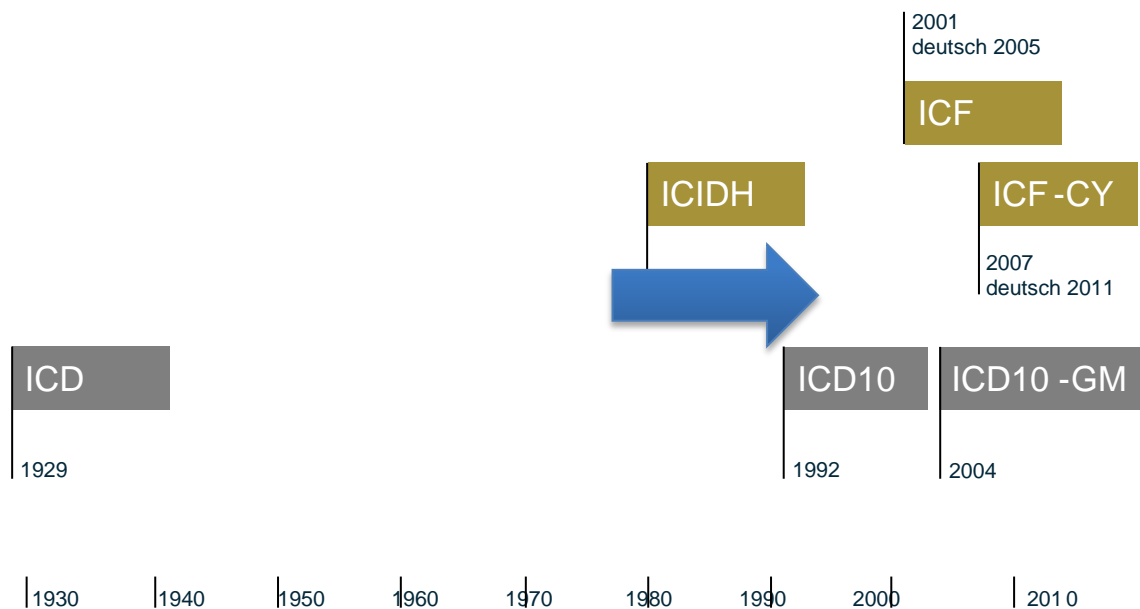 2001
deutsch 2005
ICF
ICIDH
ICF -CY
2007
deutsch 2011
ICD
ICD10
ICD10 -GM
1929
1992
2004
1930
1940
1950
1960
1970
1980
1990
2000
2010